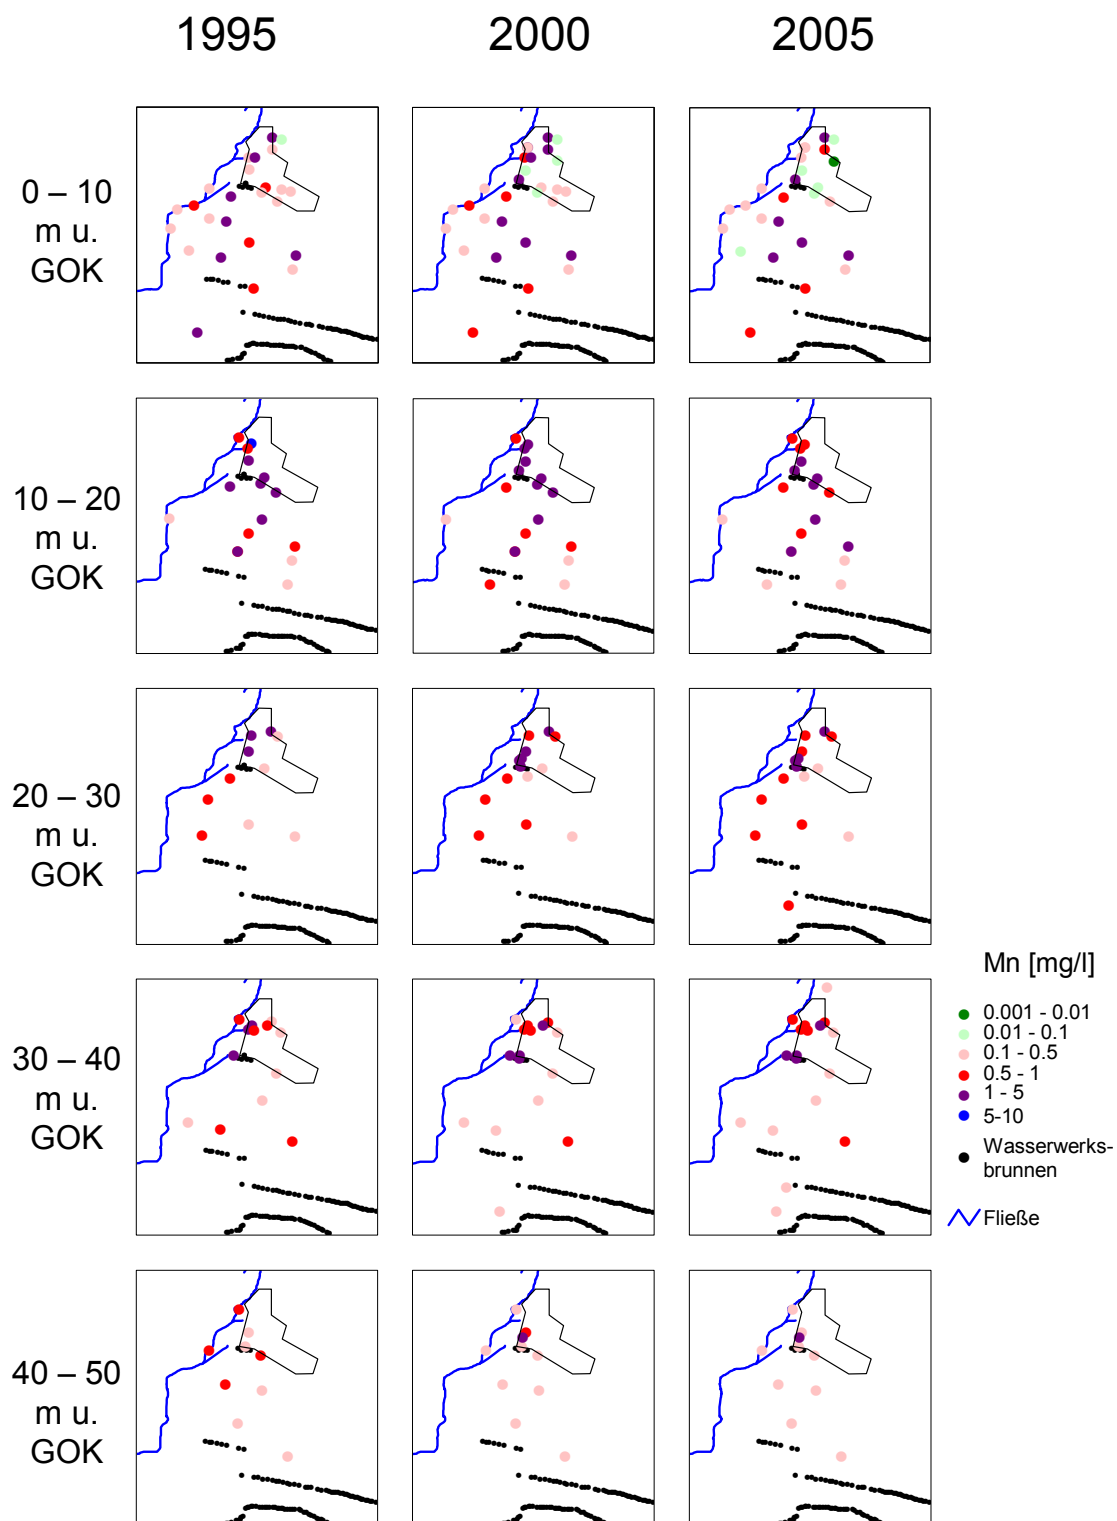 1995 2000 2005
0 – 10
m u.
GOK
10 – 20
m u.
GOK
20 – 30
m u.
GOK
30 – 40
m u.
GOK
40 – 50
m u.
GOK
Mn [mg/l]
0.001 - 0.01
0.01 - 0.1
0.1 - 0.5
0.5 - 1
1 - 5
5-10
Wasserwerks-
brunnen
Fließe